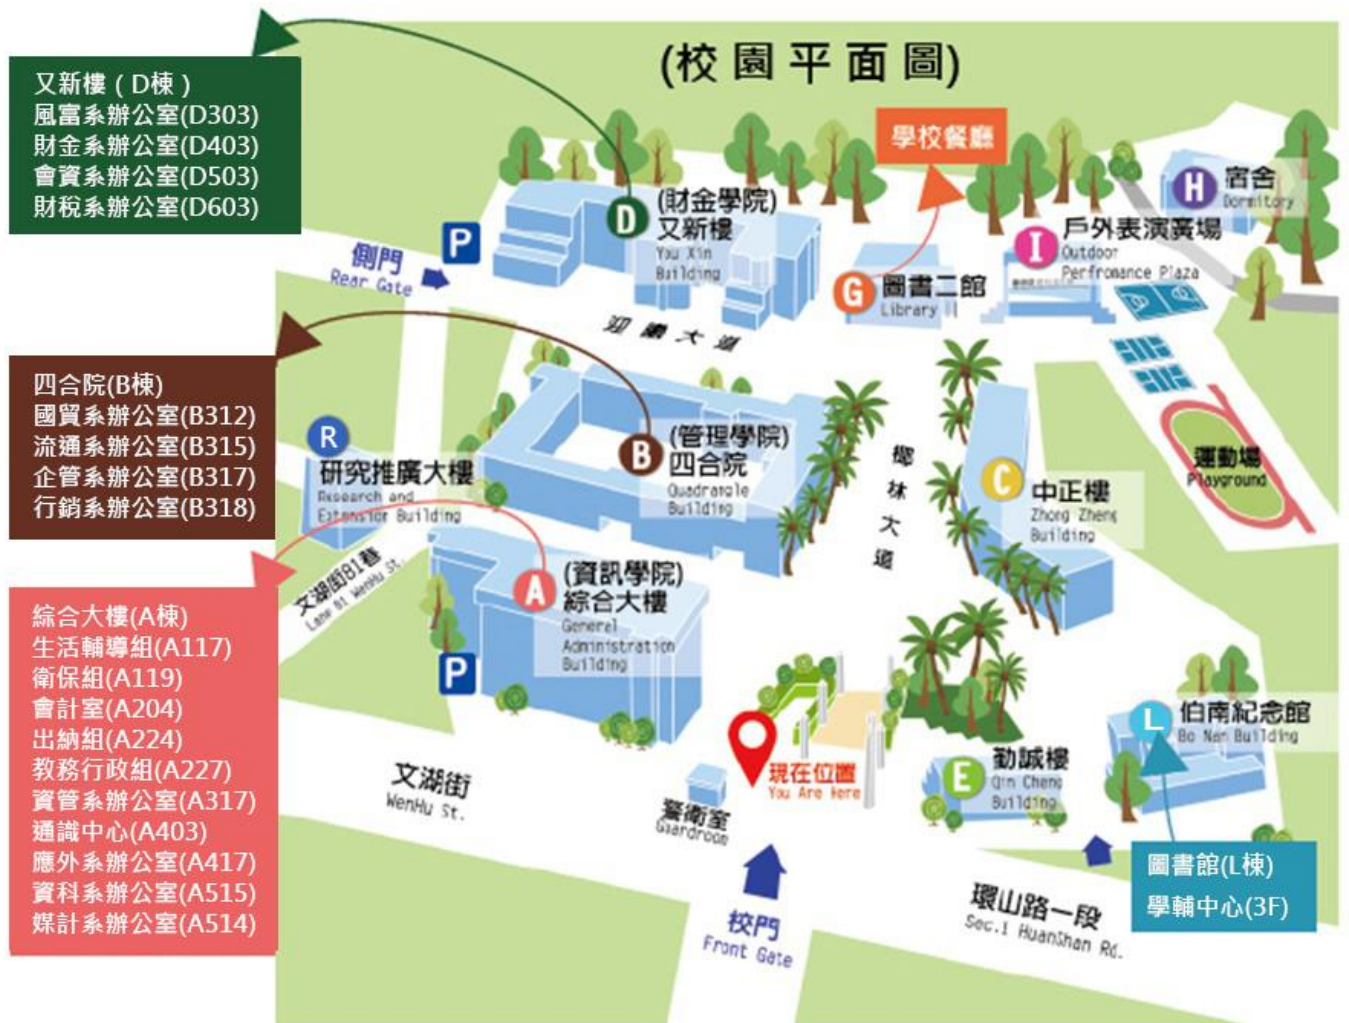 (校園平面圖)
又新樓（D棟）
風富系辦公室(D303)
財金系辦公室(D403)
會資系辦公室(D503)
財稅系辦公室(D603)
學校餐廳
H
宿舍
Dormitory
(財金學院)
D
又新樓
You Xin
Building
I
戶外表演廣場
Outdoor
Perfromance Plaza
P
側門
Rear Gate
G
圖書二館
Library
迎曦大道
四合院(B棟)
國貿系辦公室(B312)
流通系辦公室(B315)
企管系辦公室(B317)
行銷系辦公室(B318)
R
研究推廣大樓
Research and
Extension Building
(管理學院)
B
四合院
Quadrangle
Building
椰林大道
C
中正樓
Zhong Zheng
Building
運動場
Playground
文湖街81巷
Lane 81 WenHu St.
(資訊學院)
A
綜合大樓
General
Administration
Building
P
綜合大樓(A棟)
生活輔導組(A117)
衛保組(A119)
會計室(A204)
出納組(A224)
教務行政組(A227)
資管系辦公室(A317)
通識中心(A403)
應外系辦公室(A417)
資科系辦公室(A515)
媒計系辦公室(A514)
文湖街
WenHu St.
現在位置
You Are Here
警衛室
Guardroom
E
勤誠樓
Qin Cheng
Building
L
伯南紀念館
Bo Nan Building
圖書館(L棟)
學輔中心(3F)
校門
Front Gate
環山路一段
Sec.1 HuanShan Rd.